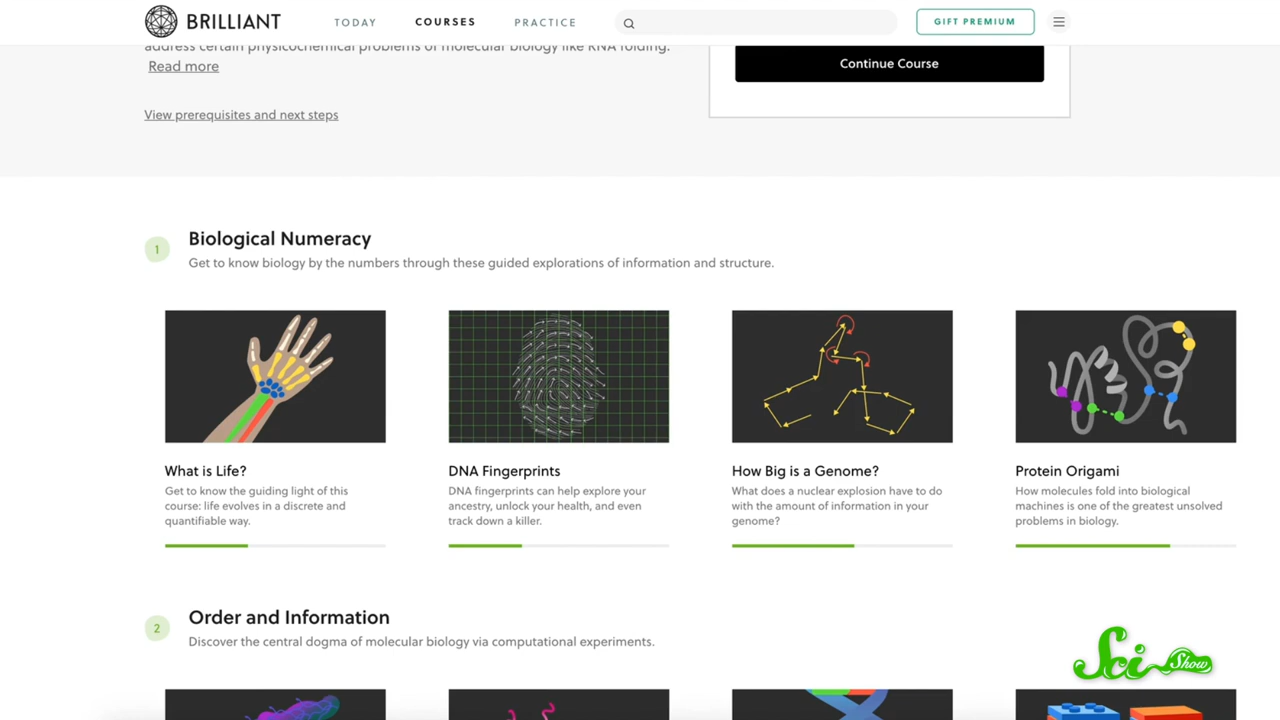 BRILLIANT
TODAY
COURSES
PRACTICE
GIFT PREMIUM
address certain physicochemical problems of molecular biology like RNA folding.
Read more
Continue Course
View prerequisites and next steps
1
Biological Numeracy
Get to know biology by the numbers through these guided explorations of information and structure.
What is Life?
Get to know the guiding light of this
course: life evolves in a discrete and
quantifiable way.
DNA Fingerprints
DNA fingerprints can help explore your
ancestry, unlock your health, and even
track down a killer.
How Big is a Genome?
What does a nuclear explosion have to do
with the amount of information in your
genome?
Protein Origami
How molecules fold into biological
machines is one of the greatest unsolved
problems in biology.
2
Order and Information
Discover the central dogma of molecular biology via computational experiments.
Sci Show